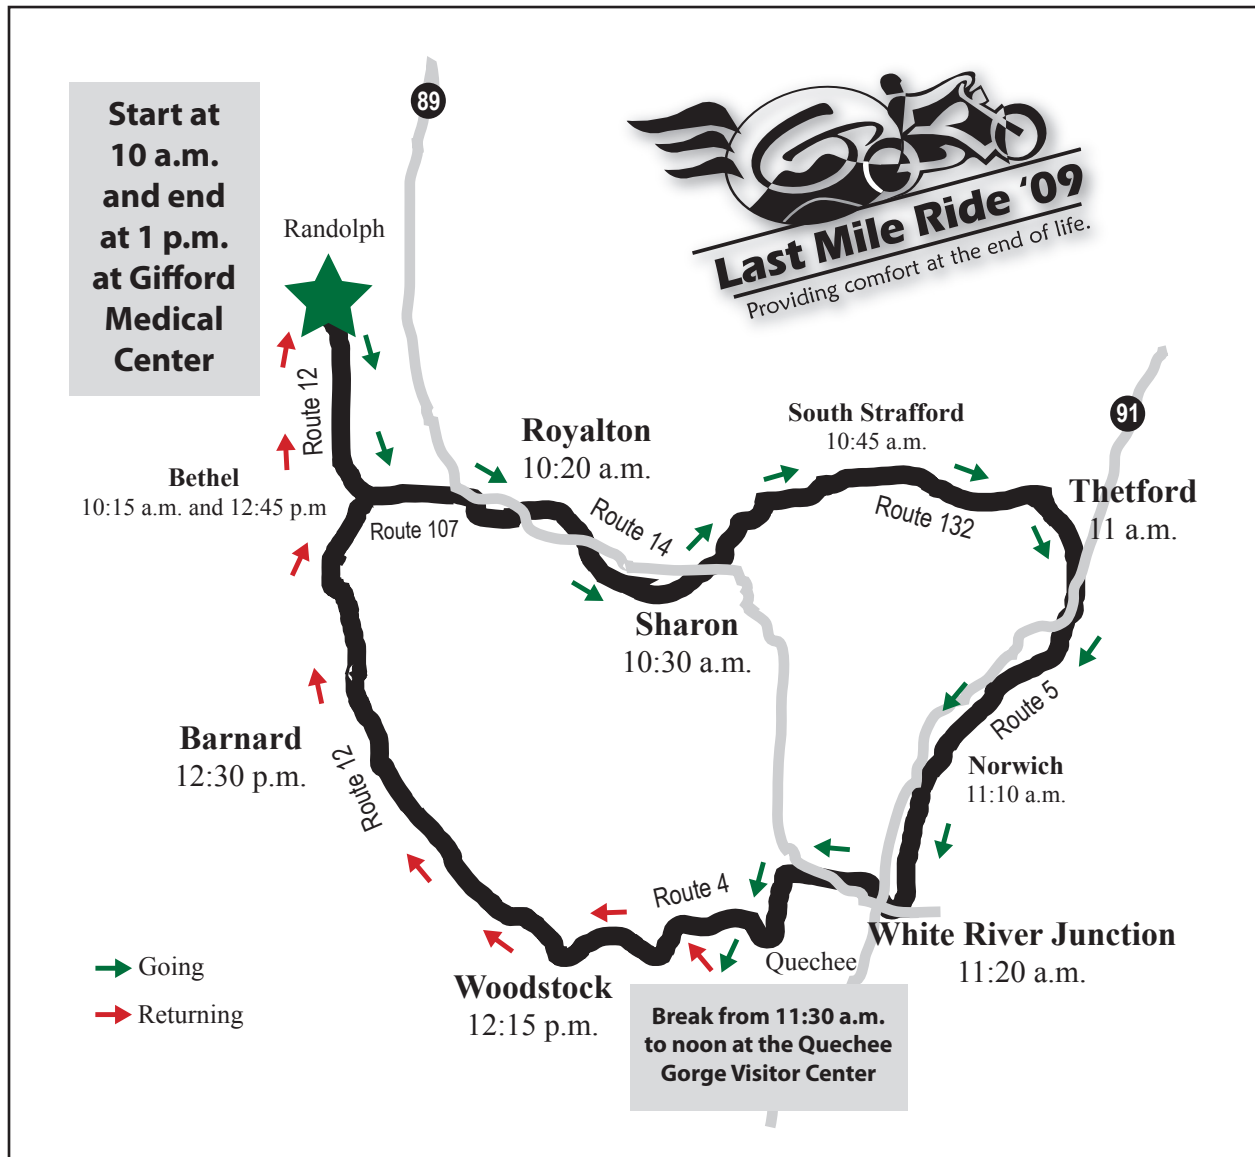 Start at
10 a.m.
and end
at 1 p.m.
at Gifford
Medical
Center
89
Last Mile Ride '09
Providing comfort at the end of life.
Randolph
Route 12
Bethel
10:15 a.m. and 12:45 p.m
Route 107
Royalton
10:20 a.m.
Route 14
Sharon
10:30 a.m.
South Strafford
10:45 a.m.
Route 132
91
Thetford
11 a.m.
Route 5
Norwich
11:10 a.m.
White River Junction
11:20 a.m.
Quechee
Route 4
Break from 11:30 a.m.
to noon at the Quechee
Gorge Visitor Center
Woodstock
12:15 p.m.
Route 12
Barnard
12:30 p.m.
Going
Returning